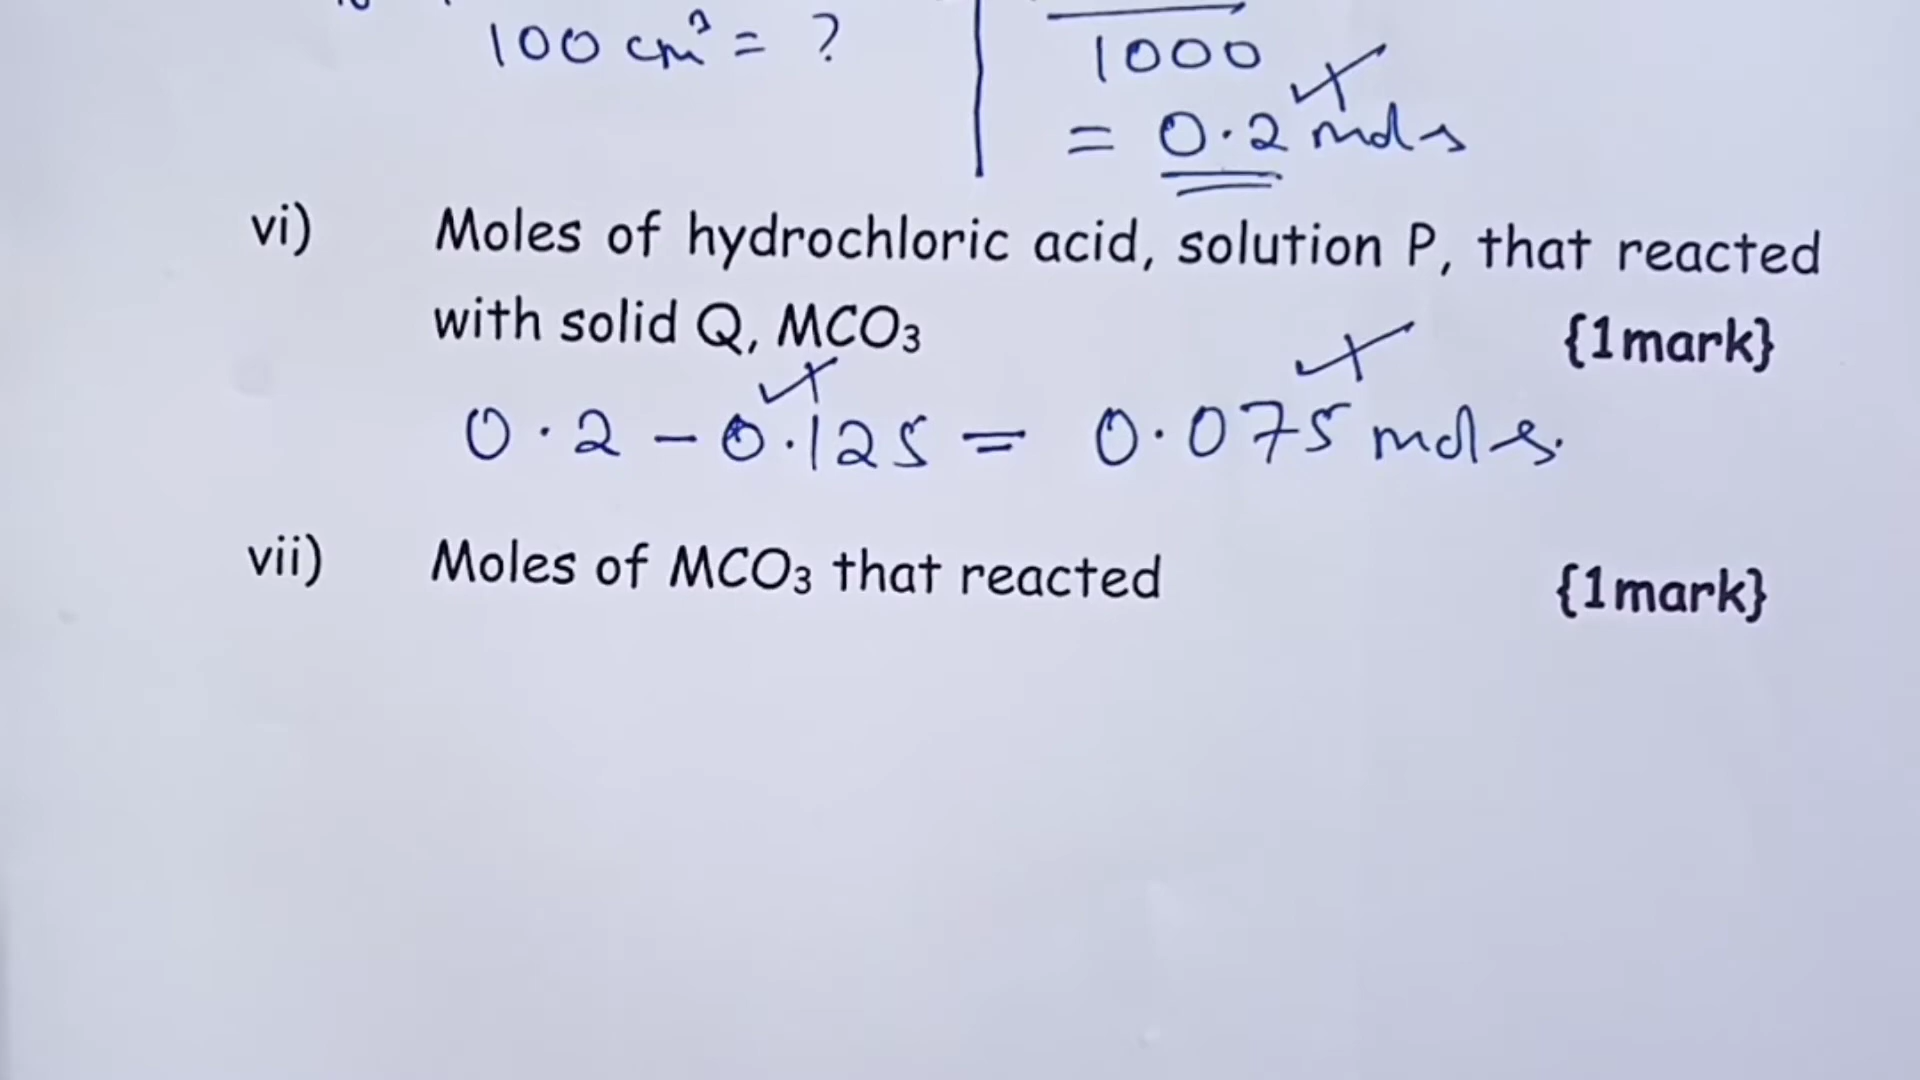 100 cm³ = ?
1000
= 0.2 mols
vi) Moles of hydrochloric acid, solution P, that reacted
with solid Q, MCO₃ {1mark}
0.2 – 0.125 = 0.075 mols.
vii) Moles of MCO₃ that reacted {1mark}